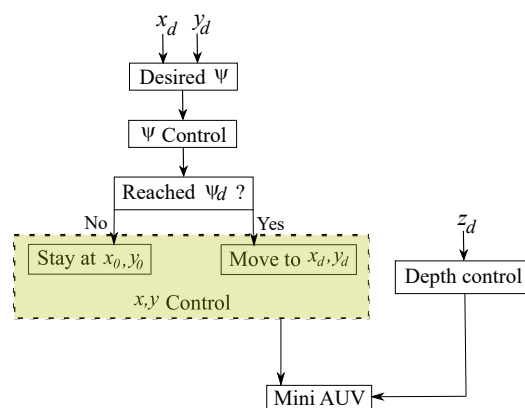 x_d y_d
Desired Ψ
Ψ Control
Reached Ψ_d ?
No Yes
Stay at x_0,y_0 Move to x_d,y_d
x,y Control
z_d
Depth control
Mini AUV